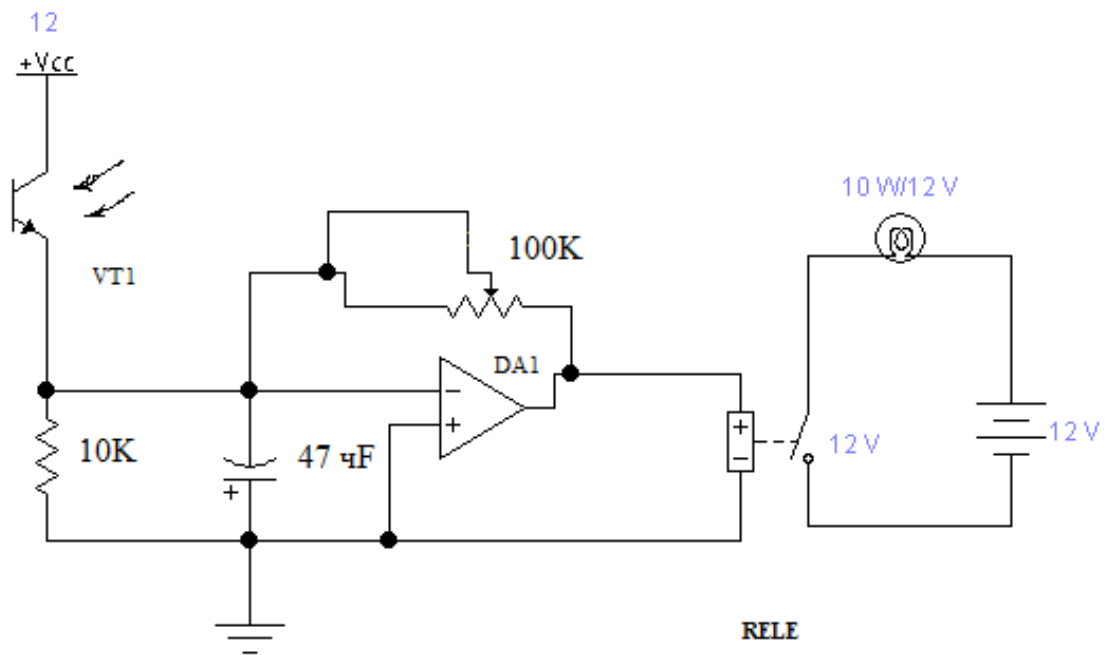 12
+Vcc
10 W/12 V
100K
VT1
DA1
10K
47 чF
12 V
12 V
RELE